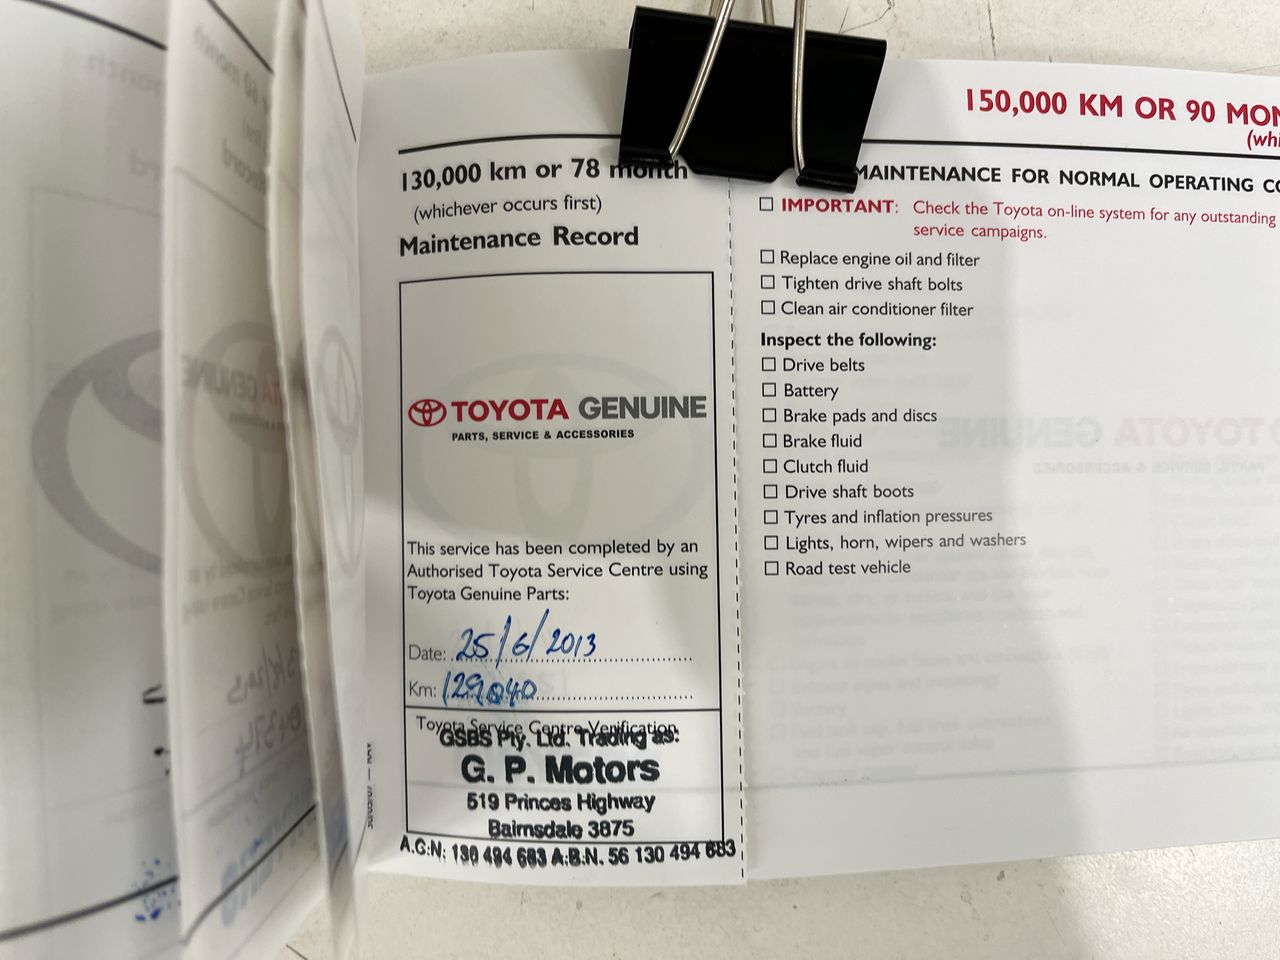 130,000 km or 78 month
(whichever occurs first)
Maintenance Record
TOYOTA GENUINE
PARTS, SERVICE & ACCESSORIES
This service has been completed by an
Authorised Toyota Service Centre using
Toyota Genuine Parts:
Date: 25/6/2013
Km: 129040
Toyota Service Centre Verification
GSBS Pty. Ltd. Trading as:
G. P. Motors
519 Princes Highway
Bairnsdale 3875
A.C.N: 130 494 683 A.B.N. 56 130 494 683
150,000 KM OR 90 MON
(whi
MAINTENANCE FOR NORMAL OPERATING CO
☐ IMPORTANT: Check the Toyota on-line system for any outstanding
service campaigns.
☐ Replace engine oil and filter
☐ Tighten drive shaft bolts
☐ Clean air conditioner filter
Inspect the following:
☐ Drive belts
☐ Battery
☐ Brake pads and discs
☐ Brake fluid
☐ Clutch fluid
☐ Drive shaft boots
☐ Tyres and inflation pressures
☐ Lights, horn, wipers and washers
☐ Road test vehicle